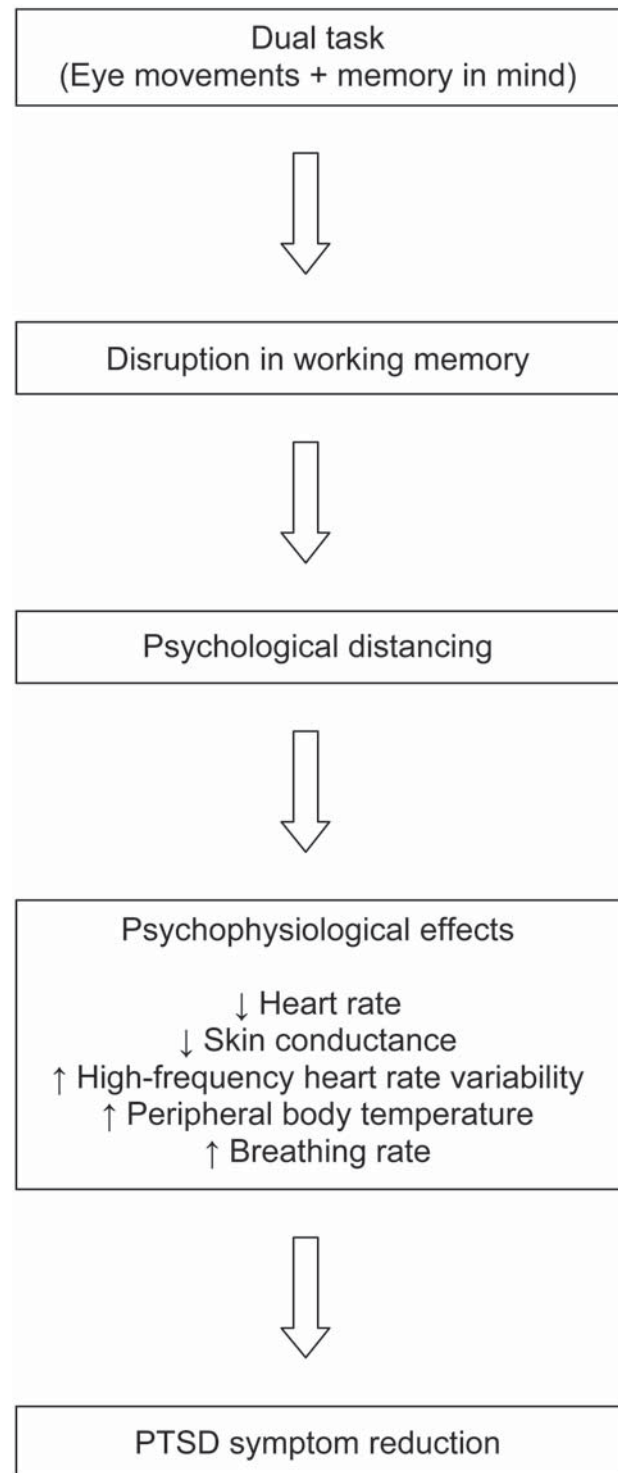 Dual task
(Eye movements + memory in mind)
Disruption in working memory
Psychological distancing
Psychophysiological effects
↓ Heart rate
↓ Skin conductance
↑ High-frequency heart rate variability
↑ Peripheral body temperature
↑ Breathing rate
PTSD symptom reduction